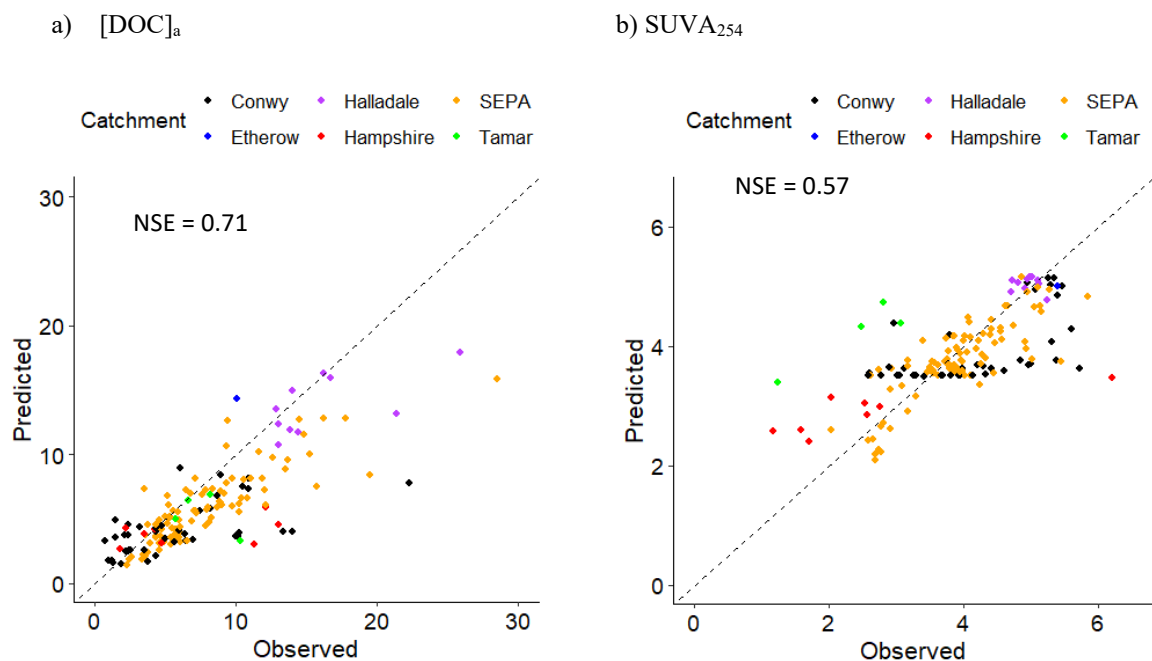 a) [DOC]a
b) SUVA254
Catchment
Conwy Halladale SEPA
Etherow Hampshire Tamar
NSE = 0.71
Predicted
30
20
10
0
0 10 20 30
Observed
Catchment
Conwy Halladale SEPA
Etherow Hampshire Tamar
NSE = 0.57
Predicted
6
4
2
0
0 2 4 6
Observed